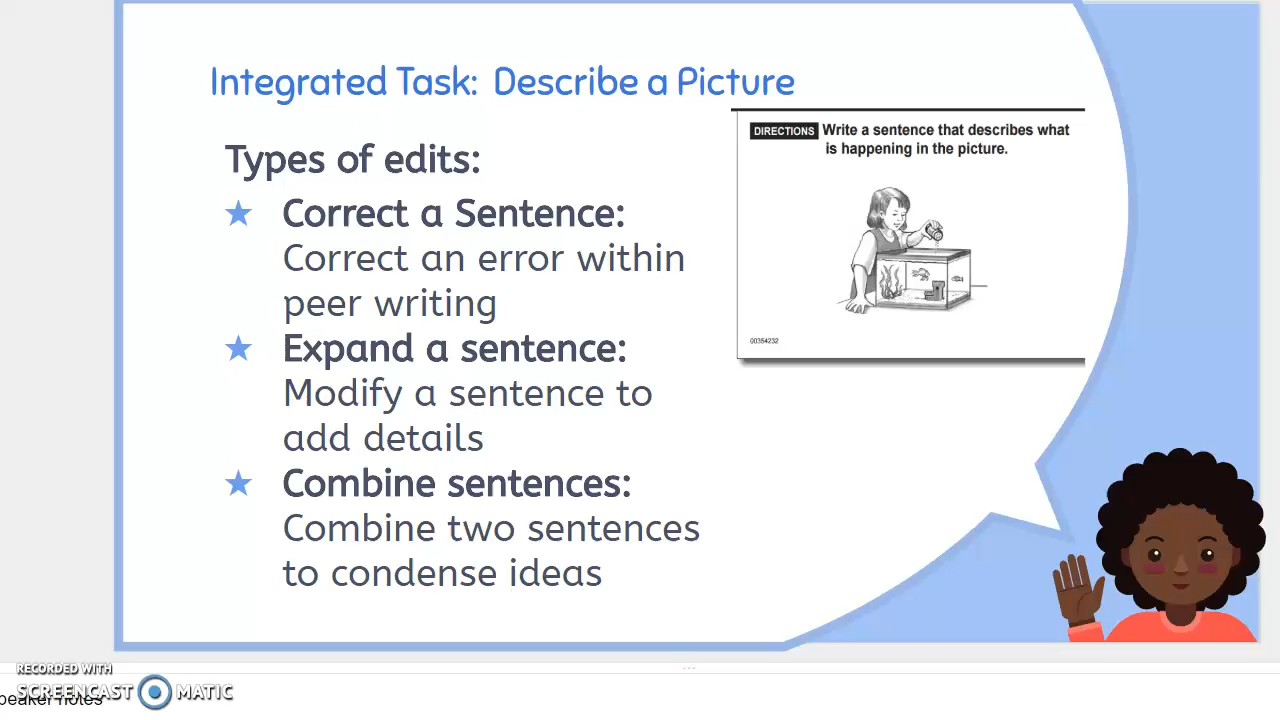 Integrated Task: Describe a Picture
Types of edits:
Correct a Sentence:
Correct an error within
peer writing
Expand a sentence:
Modify a sentence to
add details
Combine sentences:
Combine two sentences
to condense ideas
DIRECTIONS Write a sentence that describes what
is happening in the picture.
00354232
RECORDED WITH
SCREENCAST MATIC
peaker notes